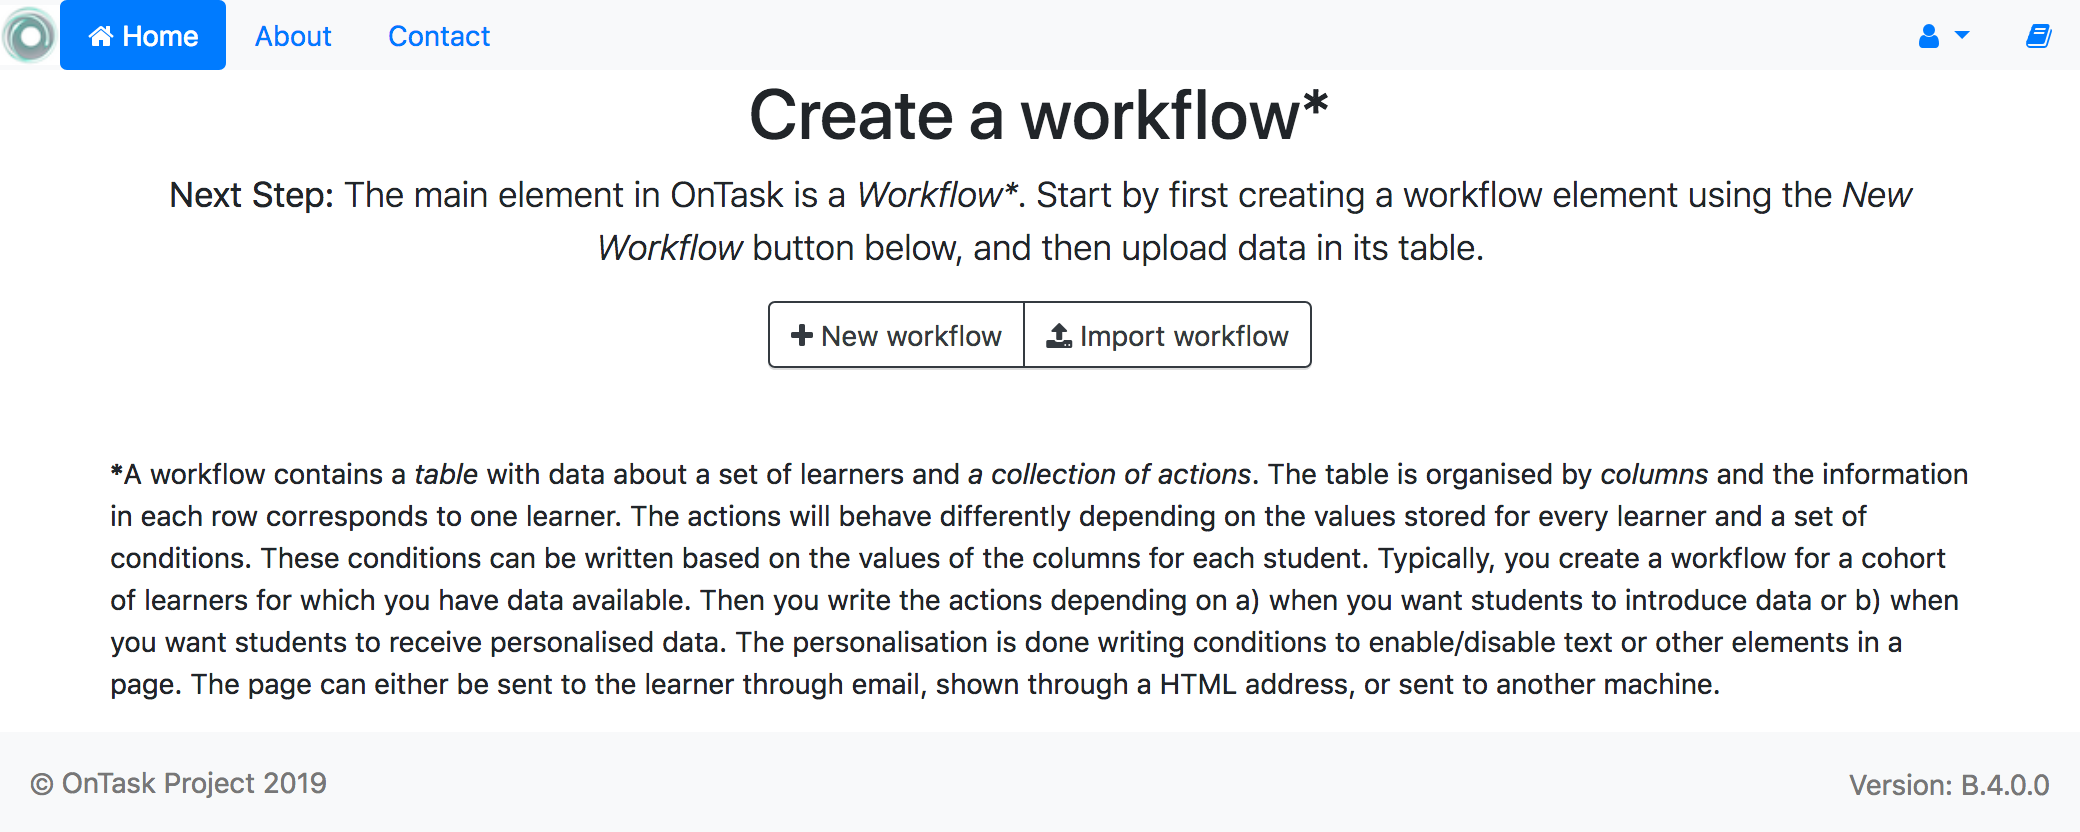 Home About Contact
Create a workflow*
Next Step: The main element in OnTask is a Workflow*. Start by first creating a workflow element using the New
Workflow button below, and then upload data in its table.
New workflow Import workflow
*A workflow contains a table with data about a set of learners and a collection of actions. The table is organised by columns and the information
in each row corresponds to one learner. The actions will behave differently depending on the values stored for every learner and a set of
conditions. These conditions can be written based on the values of the columns for each student. Typically, you create a workflow for a cohort
of learners for which you have data available. Then you write the actions depending on a) when you want students to introduce data or b) when
you want students to receive personalised data. The personalisation is done writing conditions to enable/disable text or other elements in a
page. The page can either be sent to the learner through email, shown through a HTML address, or sent to another machine.
© OnTask Project 2019
Version: B.4.0.0